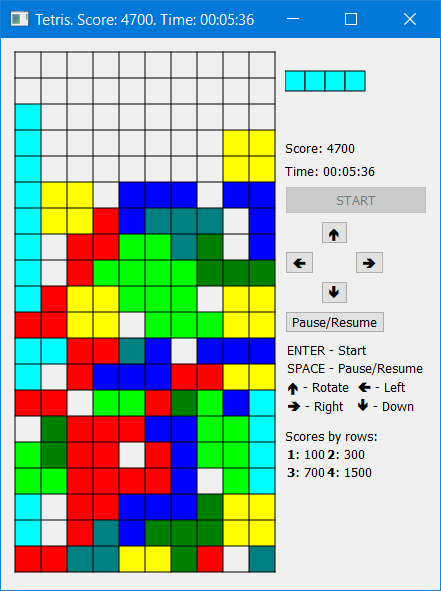 Tetris. Score: 4700. Time: 00:05:36
Score: 4700
Time: 00:05:36
START
Pause/Resume
ENTER - Start
SPACE - Pause/Resume
🡹 - Rotate 🡸 - Left
🡺 - Right 🡻 - Down
Scores by rows:
1: 100 2: 300
3: 700 4: 1500